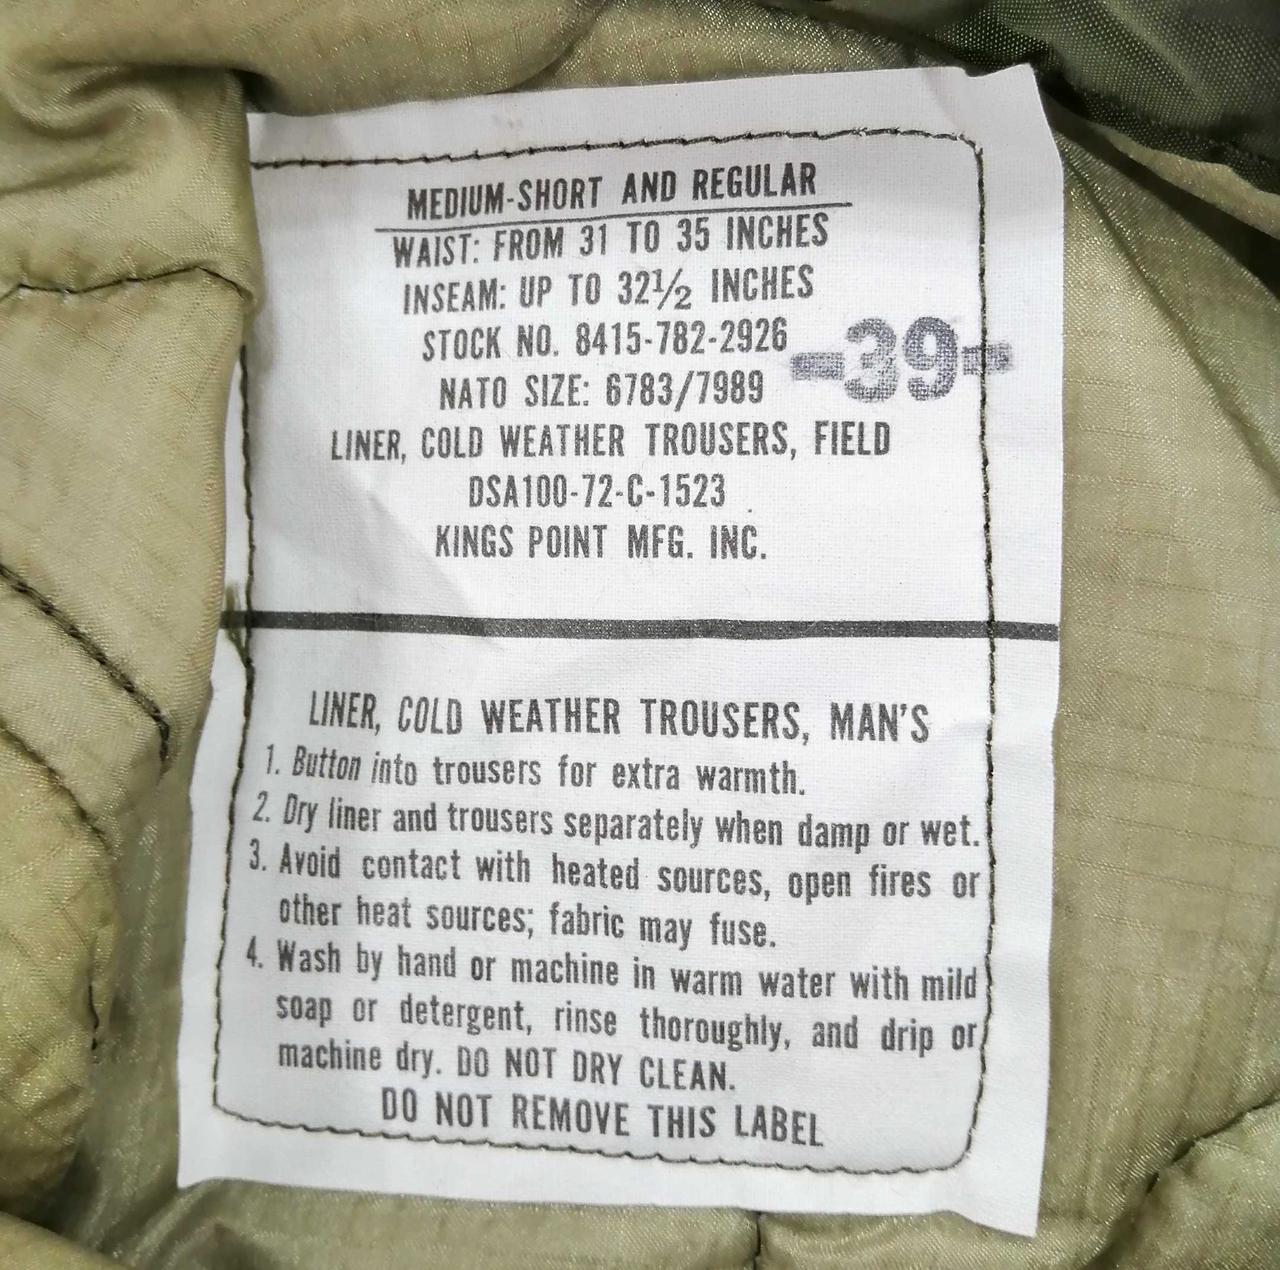 MEDIUM-SHORT AND REGULAR
WAIST: FROM 31 TO 35 INCHES
INSEAM: UP TO 32½ INCHES
STOCK NO. 8415-782-2926
-39-
NATO SIZE: 6783/7989
LINER, COLD WEATHER TROUSERS, FIELD
DSA100-72-C-1523
KINGS POINT MFG. INC.
LINER, COLD WEATHER TROUSERS, MAN'S
1. Button into trousers for extra warmth.
2. Dry liner and trousers separately when damp or wet.
3. Avoid contact with heated sources, open fires or
other heat sources; fabric may fuse.
4. Wash by hand or machine in warm water with mild
soap or detergent, rinse thoroughly, and drip or
machine dry. DO NOT DRY CLEAN.
DO NOT REMOVE THIS LABEL